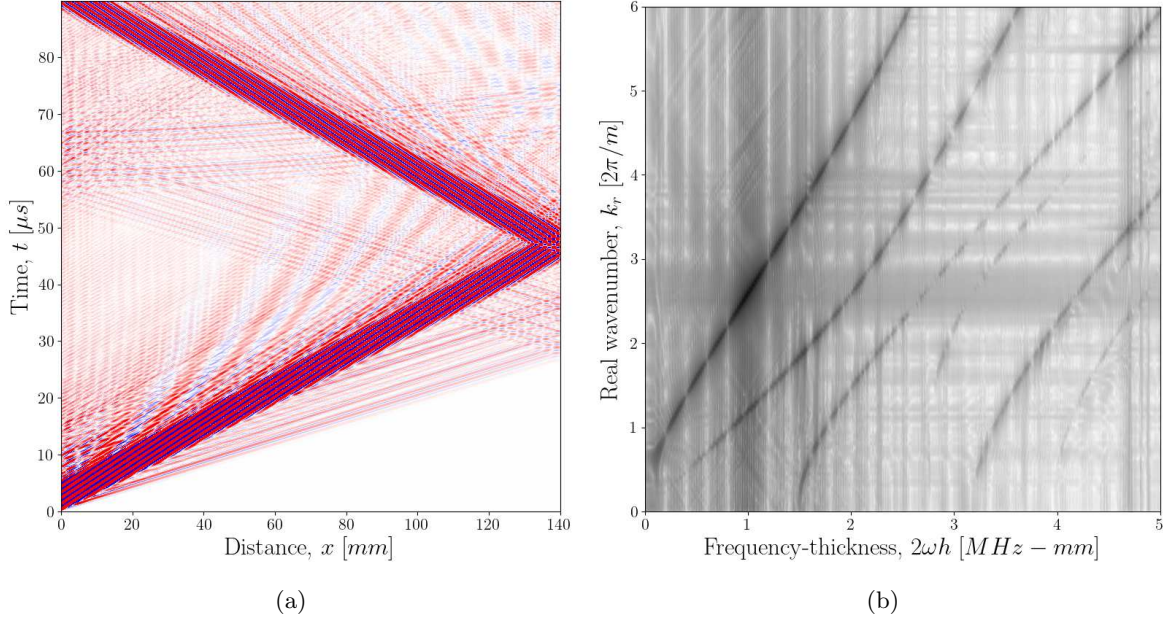 80
70
60
50
40
30
20
10
0
Time, t [μs]
0 20 40 60 80 100 120 140
Distance, x [mm]
(a)
6
5
4
3
2
1
0
Real wavenumber, k_r [2π/m]
0 1 2 3 4 5
Frequency-thickness, 2ωh [MHz − mm]
(b)